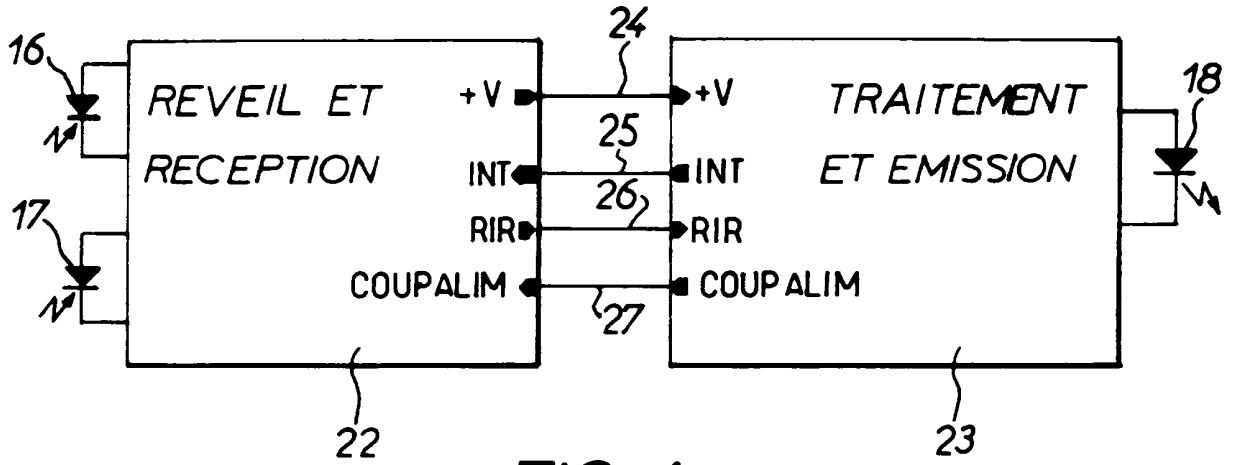 16
17
REVEIL ET
RECEPTION
+V
INT
RIR
COUPALIM
22
24
25
26
27
+V
INT
RIR
COUPALIM
TRAITEMENT
ET EMISSION
23
18